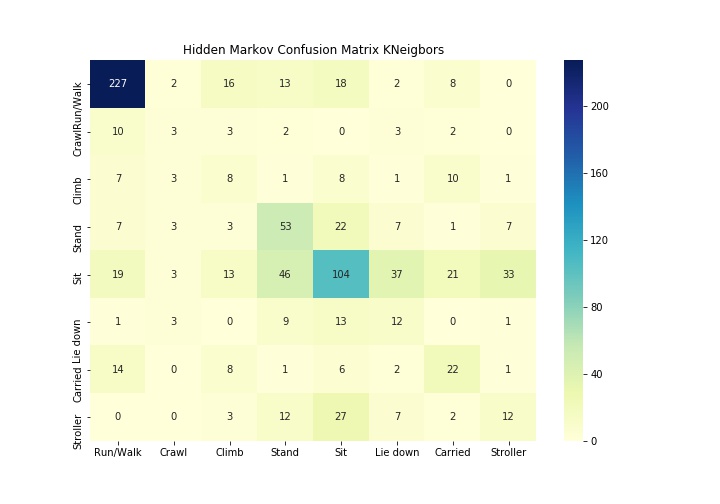 Hidden Markov Confusion Matrix KNeigbors
Run/Walk 227 2 16 13 18 2 8 0
Crawl 10 3 3 2 0 3 2 0
Climb 7 3 8 1 8 1 10 1
Stand 7 3 3 53 22 7 1 7
Sit 19 3 13 46 104 37 21 33
Lie down 1 3 0 9 13 12 0 1
Carried 14 0 8 1 6 2 22 1
Stroller 0 0 3 12 27 7 2 12
Run/Walk Crawl Climb Stand Sit Lie down Carried Stroller
200
160
120
80
40
0